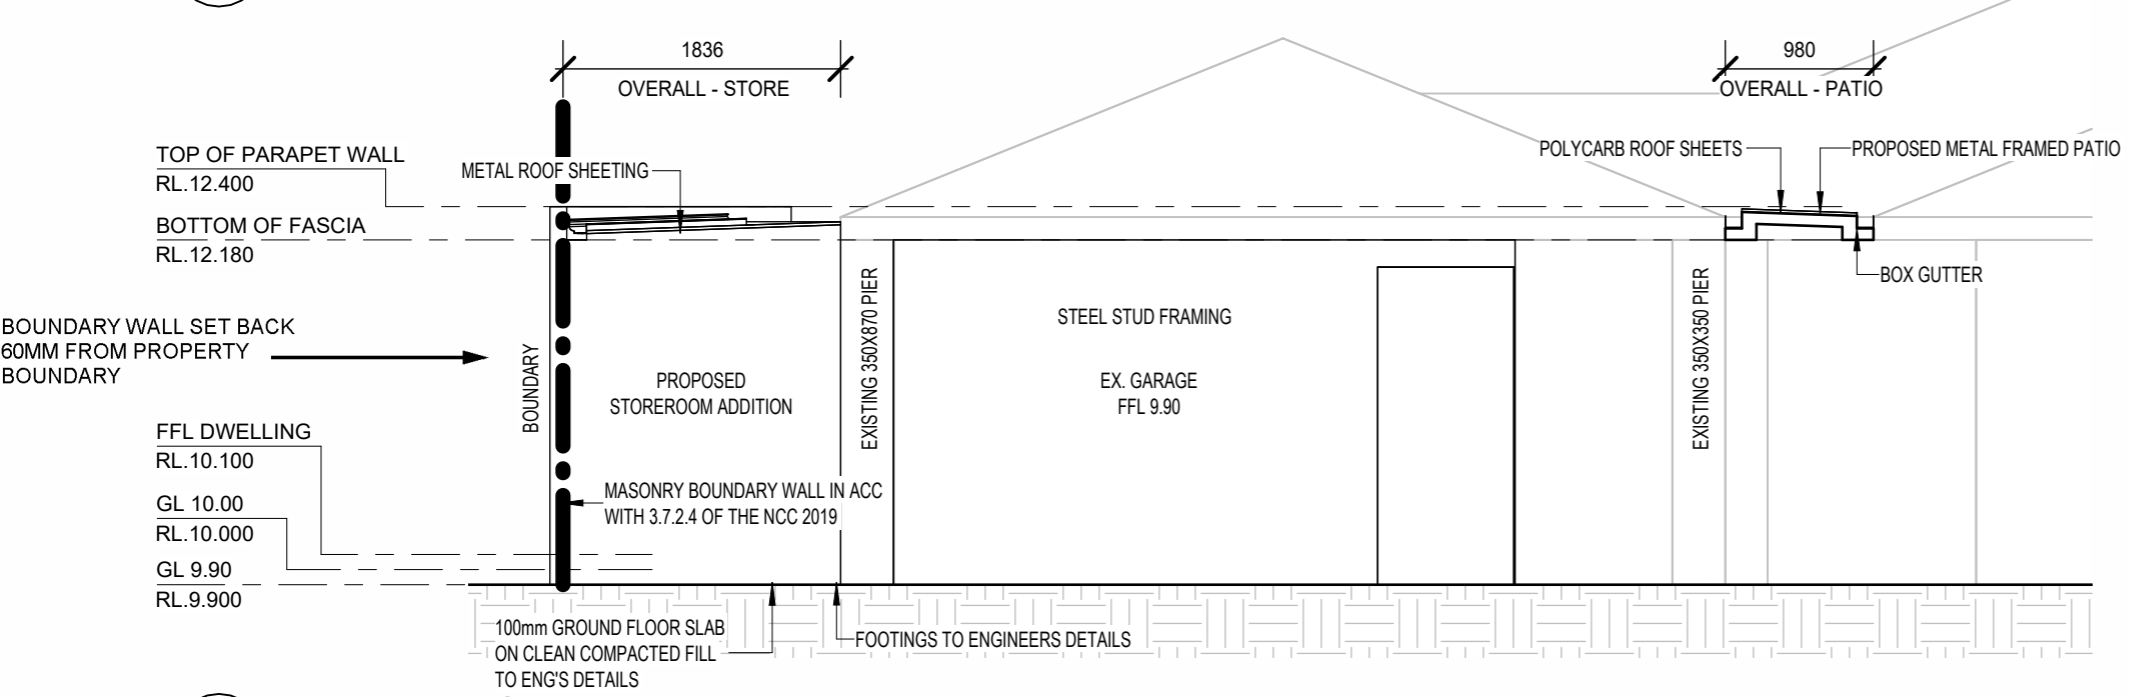 1836
OVERALL - STORE
980
OVERALL - PATIO
TOP OF PARAPET WALL
RL.12.400
METAL ROOF SHEETING
POLYCARB ROOF SHEETS
PROPOSED METAL FRAMED PATIO
BOTTOM OF FASCIA
RL.12.180
BOX GUTTER
BOUNDARY WALL SET BACK
60MM FROM PROPERTY
BOUNDARY
BOUNDARY
PROPOSED
STOREROOM ADDITION
EXISTING 350X870 PIER
STEEL STUD FRAMING
EX. GARAGE
FFL 9.90
EXISTING 350X350 PIER
FFL DWELLING
RL.10.100
GL 10.00
RL.10.000
GL 9.90
RL.9.900
MASONRY BOUNDARY WALL IN ACC
WITH 3.7.2.4 OF THE NCC 2019
100mm GROUND FLOOR SLAB
ON CLEAN COMPACTED FILL
TO ENG'S DETAILS
FOOTINGS TO ENGINEERS DETAILS